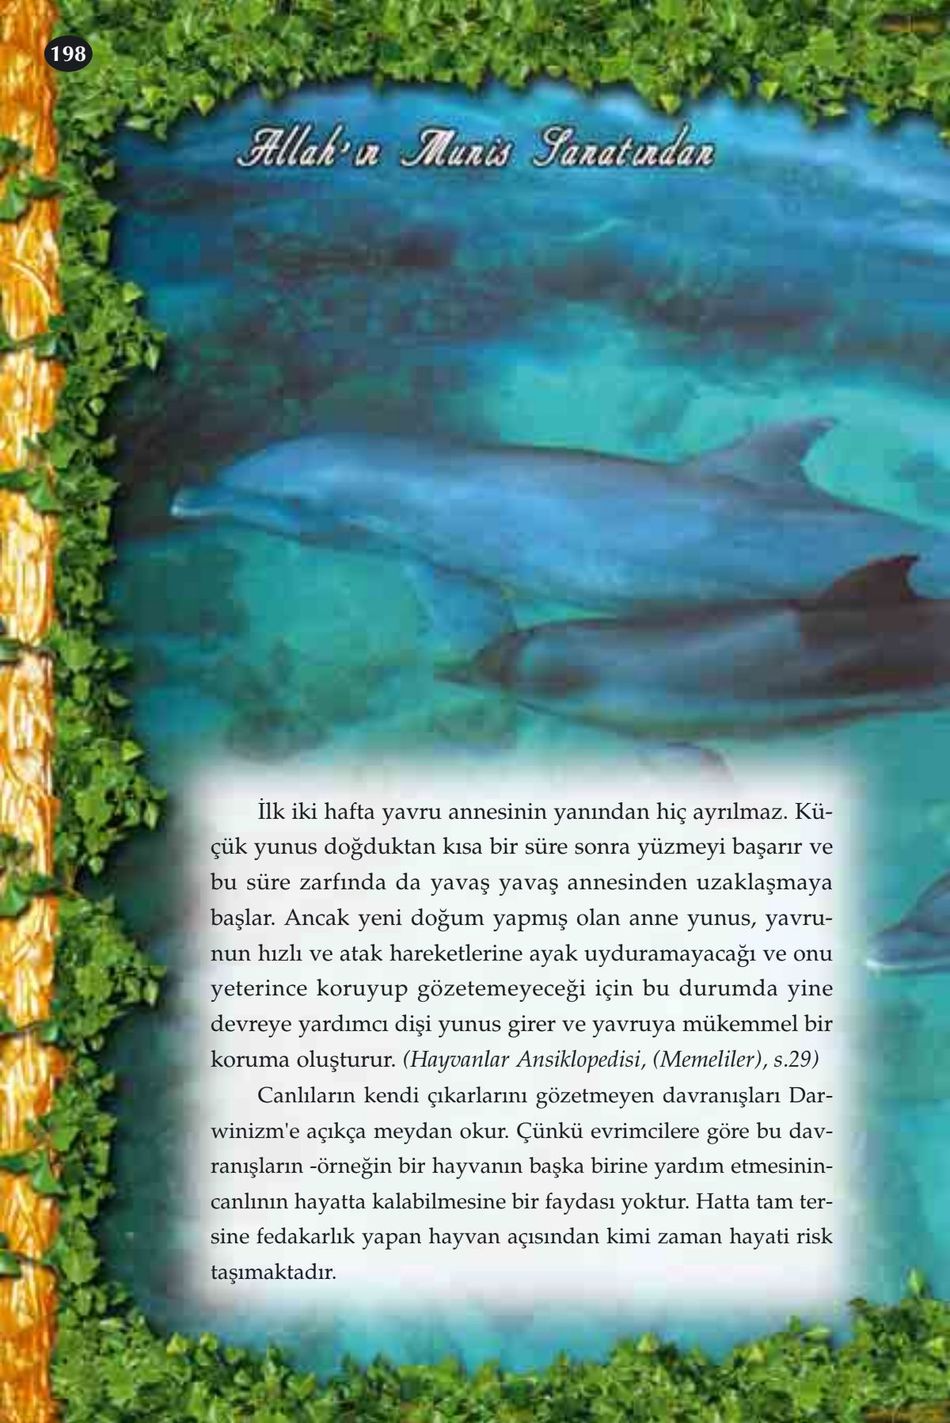 198
Allah'ın Munis Sanatından
İlk iki hafta yavru annesinin yanından hiç ayrılmaz. Kü-
çük yunus doğduktan kısa bir süre sonra yüzmeyi başarır ve
bu süre zarfında da yavaş yavaş annesinden uzaklaşmaya
başlar. Ancak yeni doğum yapmış olan anne yunus, yavru-
nun hızlı ve atak hareketlerine ayak uyduramayacağı ve onu
yeterince koruyup gözetemeyeceği için bu durumda yine
devreye yardımcı dişi yunus girer ve yavruya mükemmel bir
koruma oluşturur. (Hayvanlar Ansiklopedisi, (Memeliler), s.29)
Canlıların kendi çıkarlarını gözetmeyen davranışları Dar-
winizm'e açıkça meydan okur. Çünkü evrimcilere göre bu dav-
ranışların -örneğin bir hayvanın başka birine yardım etmesinin-
canlının hayatta kalabilmesine bir faydası yoktur. Hatta tam ter-
sine fedakarlık yapan hayvan açısından kimi zaman hayati risk
taşımaktadır.